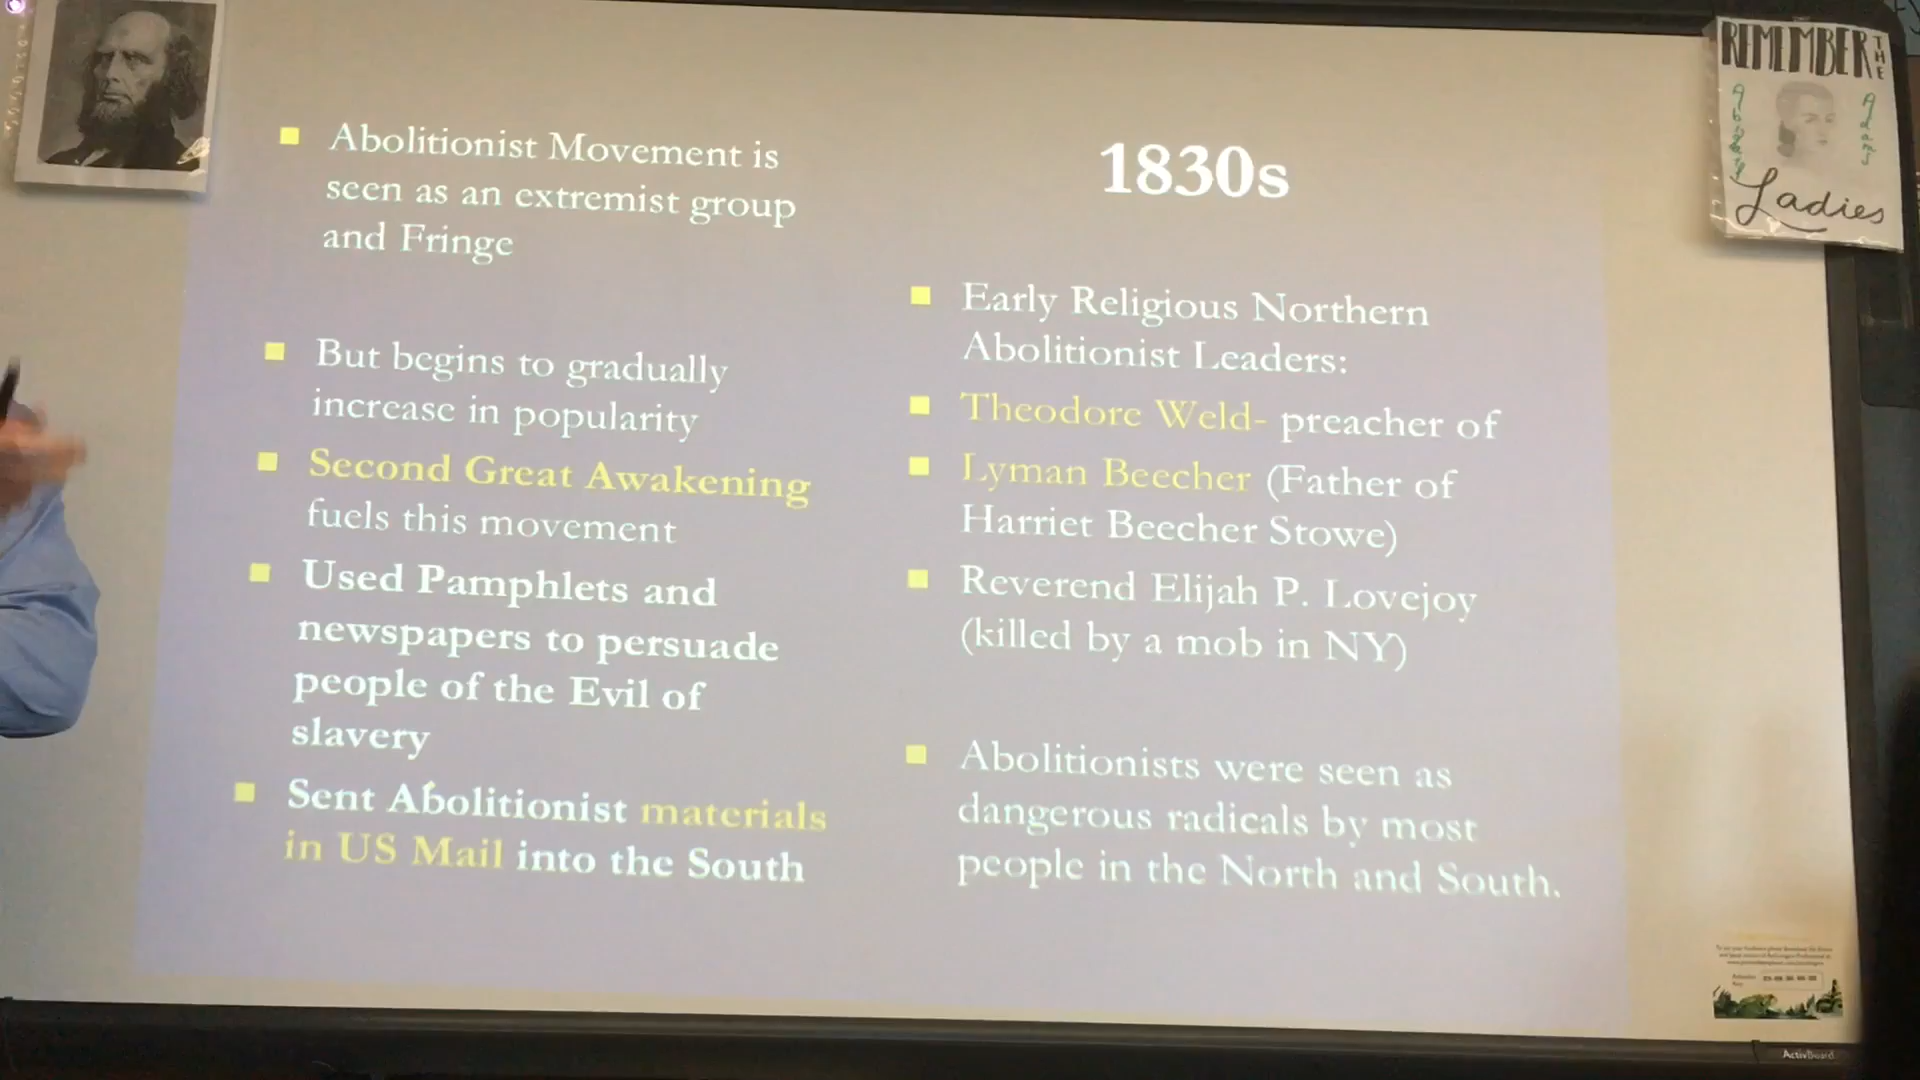 Abolitionist Movement is
seen as an extremist group
and Fringe
But begins to gradually
increase in popularity
Second Great Awakening
fuels this movement
Used Pamphlets and
newspapers to persuade
people of the Evil of
slavery
Sent Abolitionist materials
in US Mail into the South
1830s
Early Religious Northern
Abolitionist Leaders:
Theodore Weld- preacher of
Lyman Beecher (Father of
Harriet Beecher Stowe)
Reverend Elijah P. Lovejoy
(killed by a mob in NY)
Abolitionists were seen as
dangerous radicals by most
people in the North and South.
REMEMBER THE
Abigail
Adams
Ladies
ActivBoard